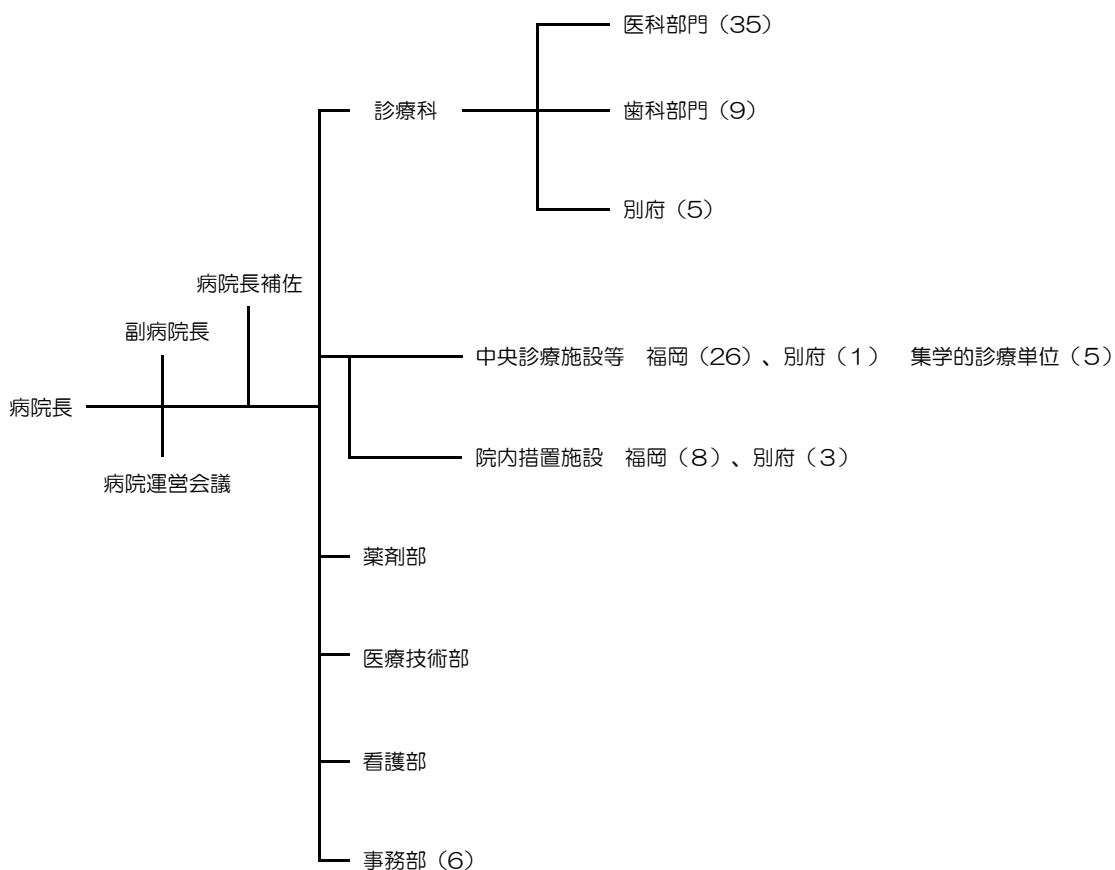 医科部門（35）
診療科
歯科部門（9）
別府（5）
病院長補佐
副病院長
中央診療施設等　福岡（26）、別府（1）　集学的診療単位（5）
病院長
院内措置施設　福岡（8）、別府（3）
病院運営会議
薬剤部
医療技術部
看護部
事務部（6）